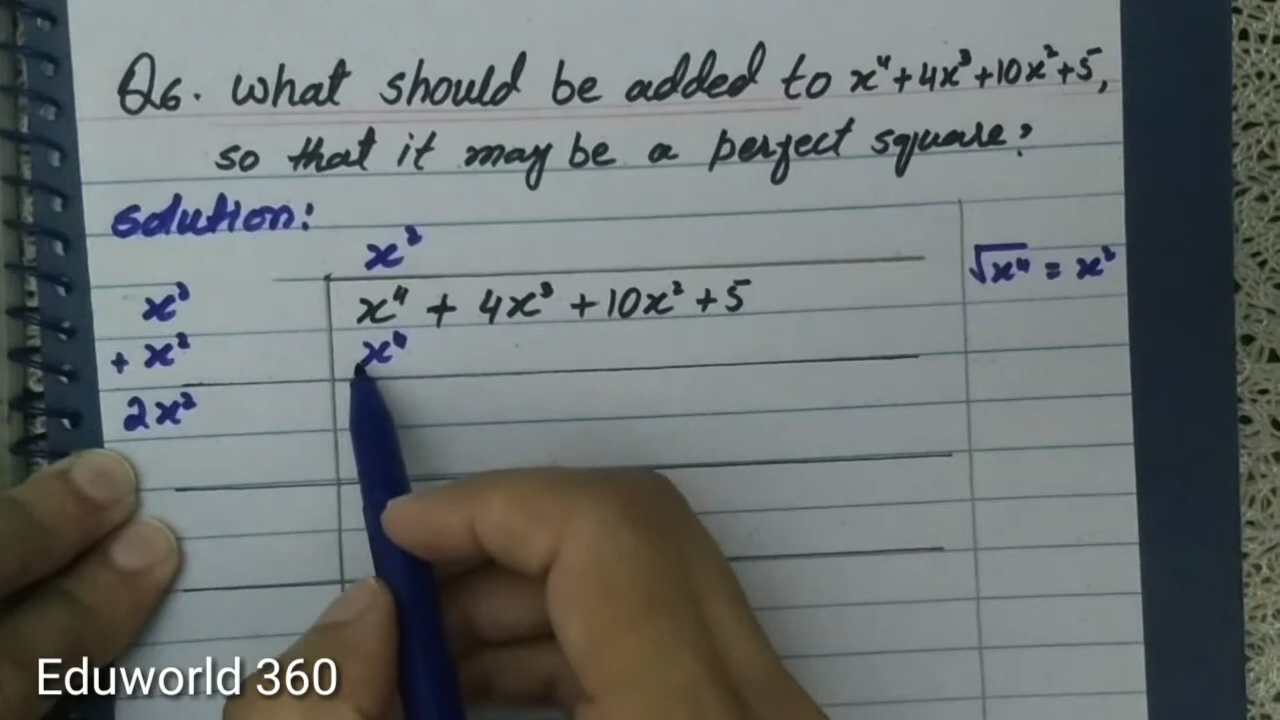 Q6. What should be added to x⁴+4x³+10x²+5,
so that it may be a perfect square?
solution:
x²
√x⁴ = x²
x² x⁴ + 4x³ + 10x² + 5
+ x² x⁴
2x²
Eduworld 360